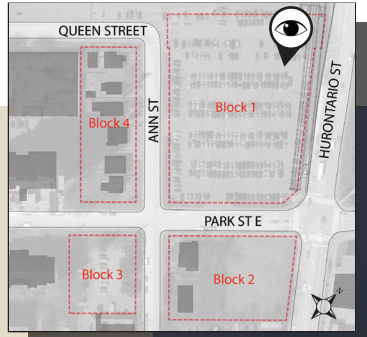 QUEEN STREET
HURONTARIO ST
Block 1
Block 4
ANN ST
PARK ST E
Block 3
Block 2
N